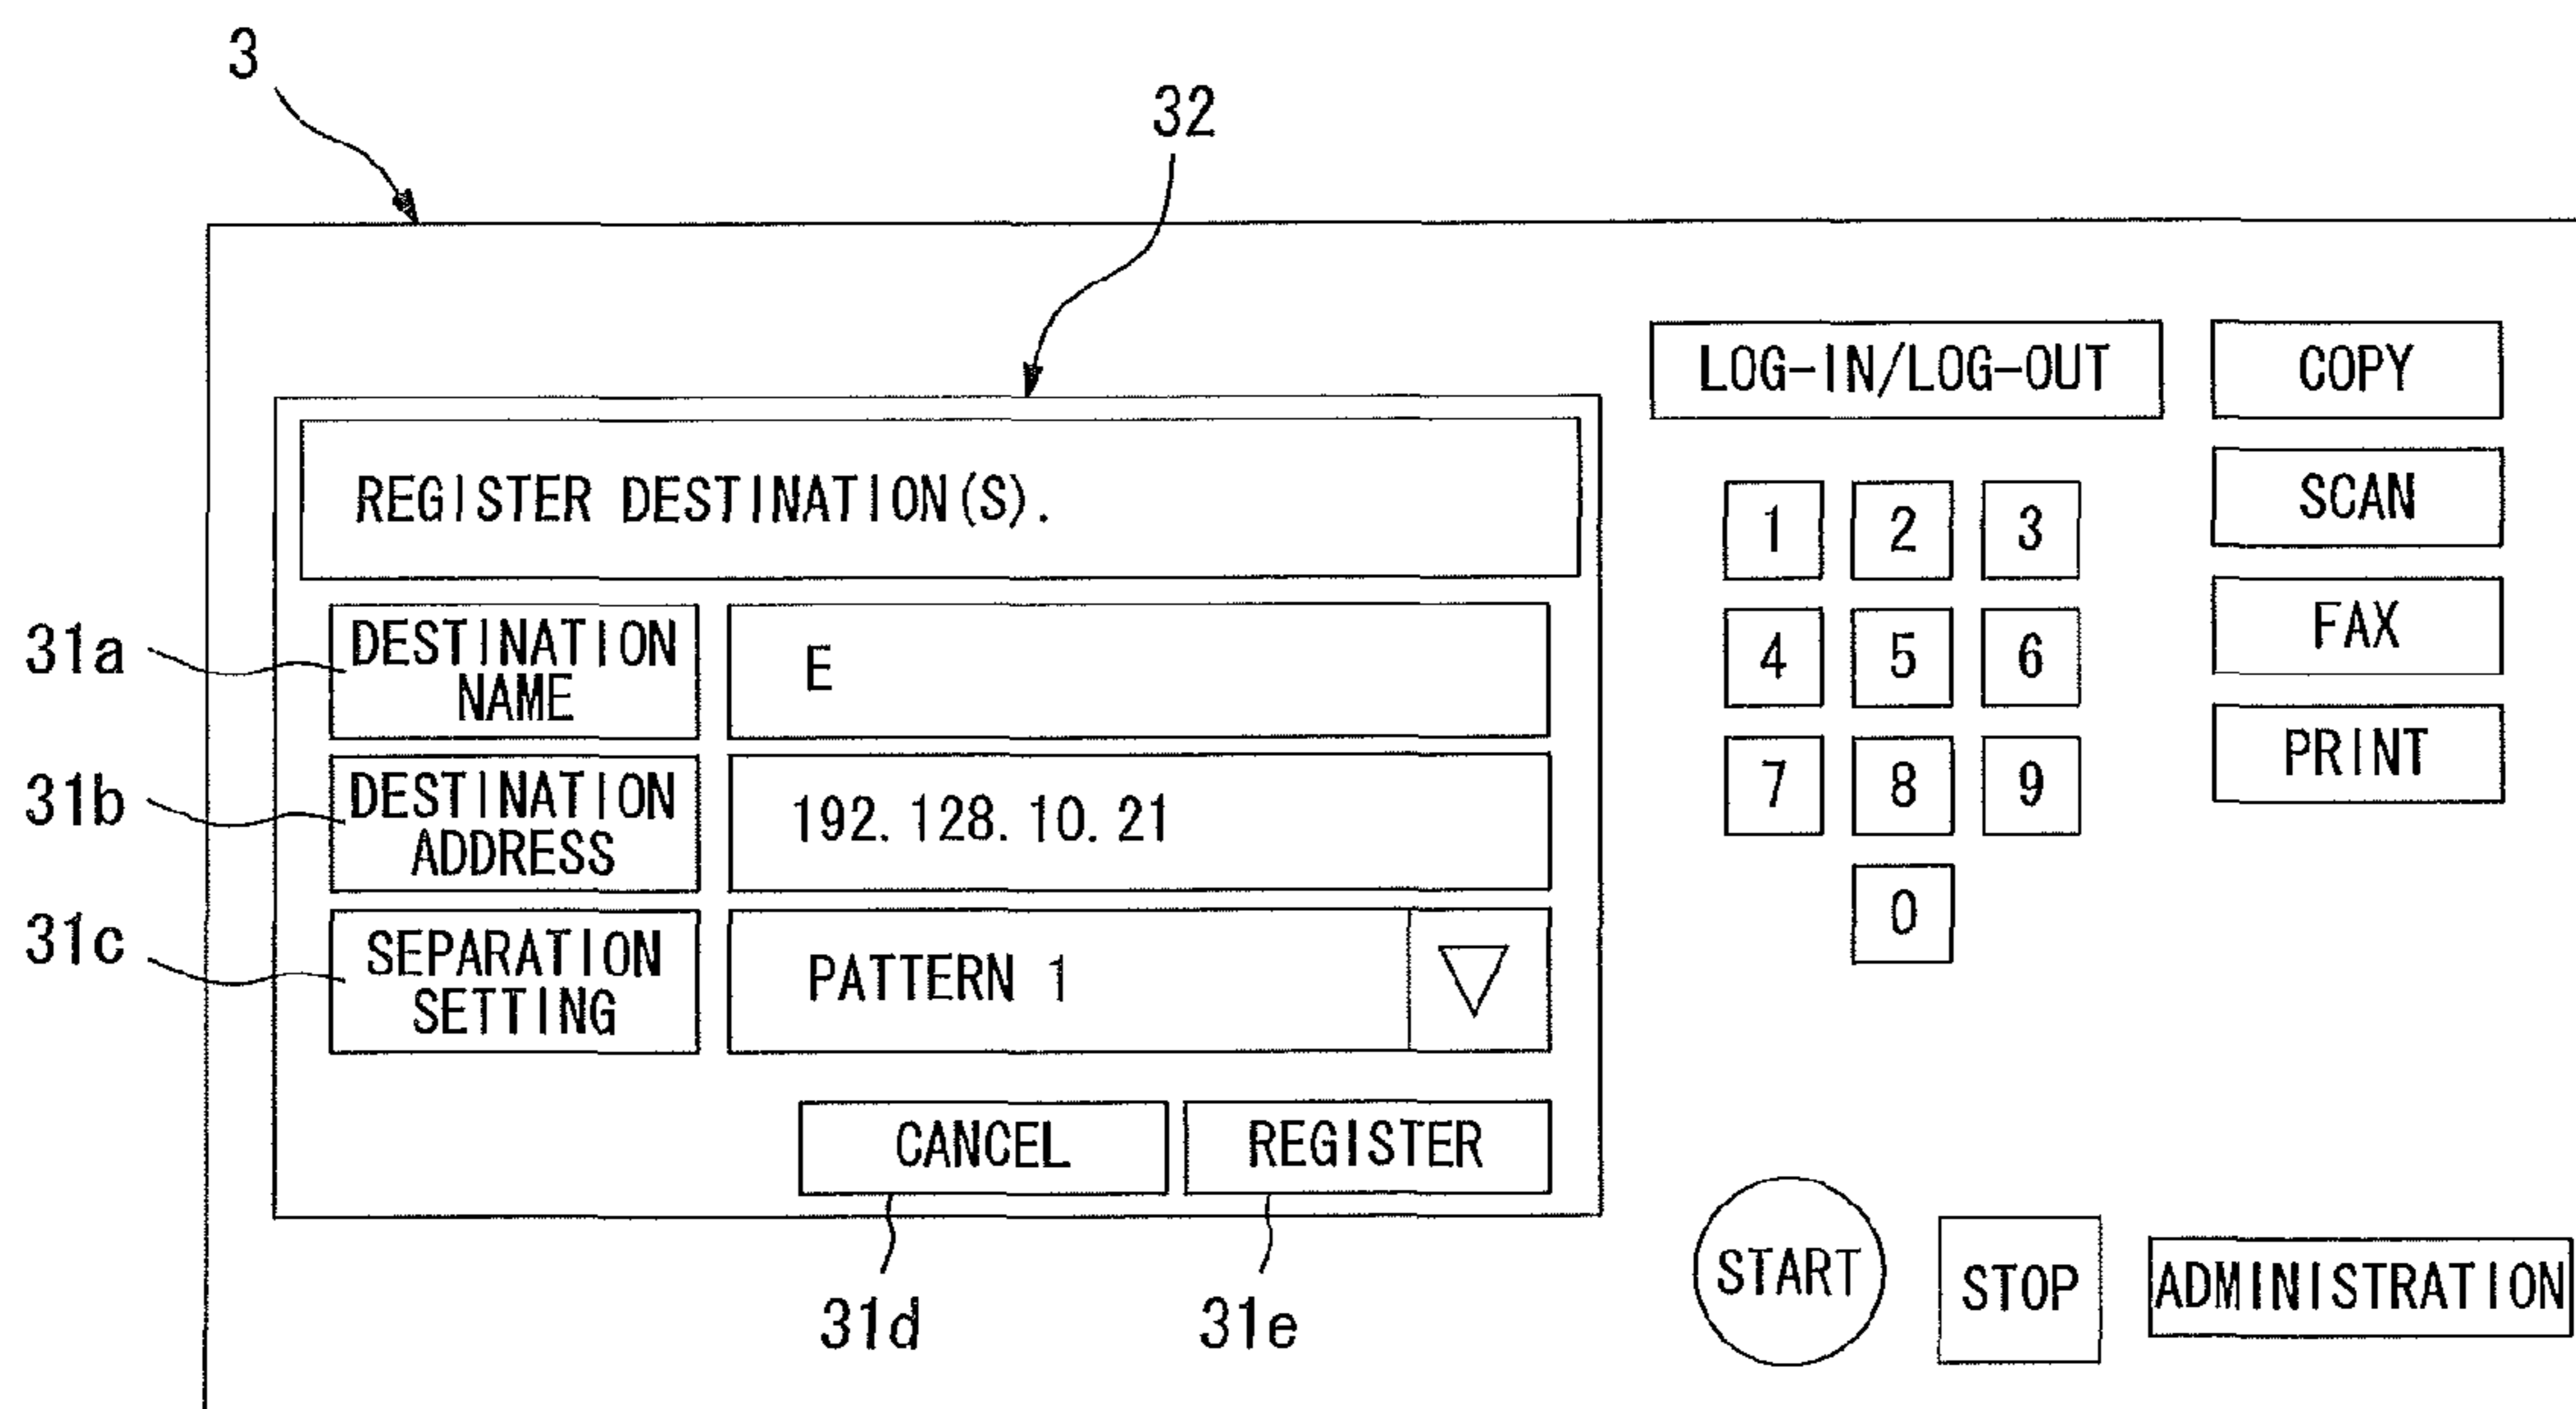 3
32
REGISTER DESTINATION(S).
31a
DESTINATION
NAME
E
31b
DESTINATION
ADDRESS
192.128.10.21
31c
SEPARATION
SETTING
PATTERN 1
CANCEL
REGISTER
31d
31e
LOG-IN/LOG-OUT
COPY
1 2 3
SCAN
4 5 6
FAX
7 8 9
PRINT
0
START
STOP
ADMINISTRATION